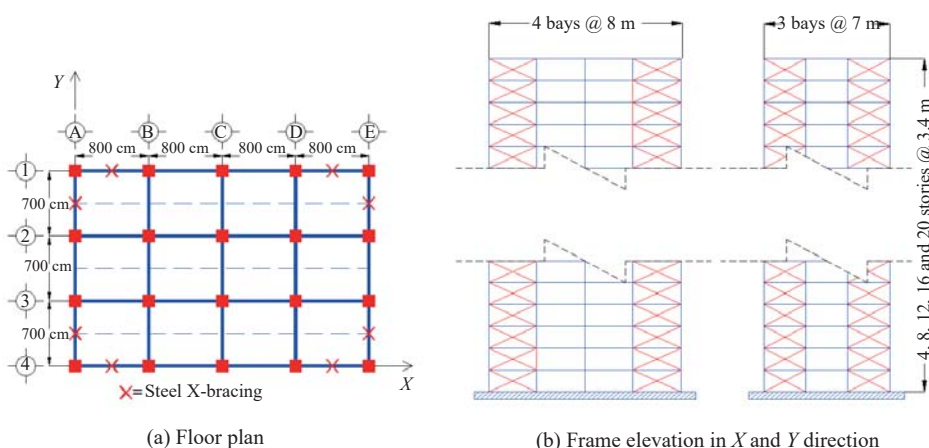 Y
A B C D E
800 cm 800 cm 800 cm 800 cm
1
700 cm
2
700 cm
3
700 cm
4
X
X=Steel X-bracing
(a) Floor plan
4 bays @ 8 m
3 bays @ 7 m
4, 8, 12, 16 and 20 stories @ 3.4 m
(b) Frame elevation in X and Y direction